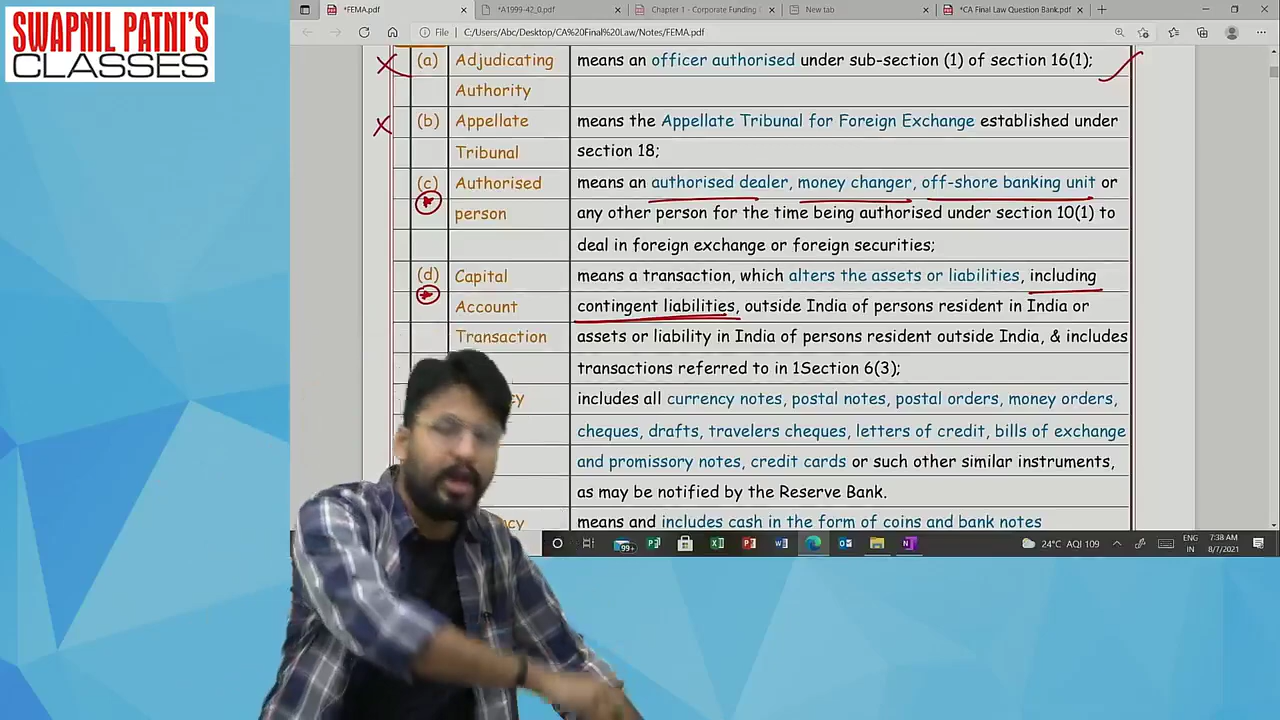 SWAPNIL PATNI'S
CLASSES
*FEMA.pdf
*A1999-42_0.pdf
Chapter 1 - Corporate Funding
New tab
*CA Final Law Question Bank.pdf
File C:/Users/Abc/Desktop/CA%20Final%20Law/Notes/FEMA.pdf
(a) Adjudicating means an officer authorised under sub-section (1) of section 16(1);
Authority
(b) Appellate means the Appellate Tribunal for Foreign Exchange established under
Tribunal section 18;
(c) Authorised means an authorised dealer, money changer, off-shore banking unit or
person any other person for the time being authorised under section 10(1) to
deal in foreign exchange or foreign securities;
(d) Capital means a transaction, which alters the assets or liabilities, including
Account contingent liabilities, outside India of persons resident in India or
Transaction assets or liability in India of persons resident outside India, & includes
transactions referred to in 1Section 6(3);
cy includes all currency notes, postal notes, postal orders, money orders,
cheques, drafts, travelers cheques, letters of credit, bills of exchange
and promissory notes, credit cards or such other similar instruments,
as may be notified by the Reserve Bank.
ncy means and includes cash in the form of coins and bank notes
99+
24°C AQI 109
ENG
IN
7:38 AM
8/7/2021